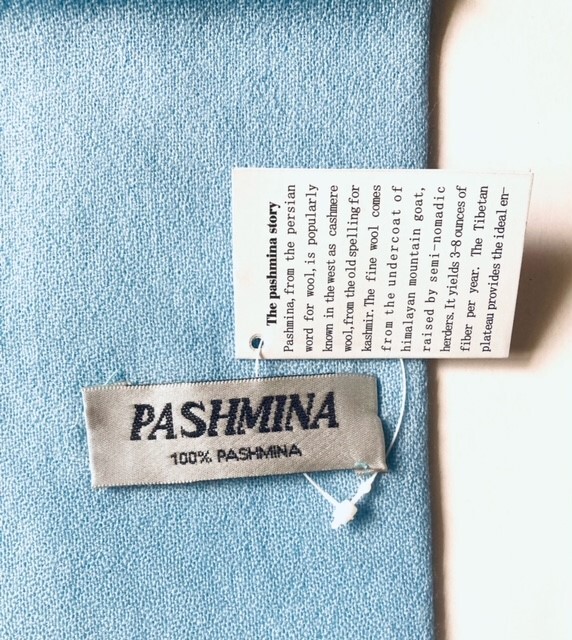 The pashmina story
Pashmina, from the persian
word for wool, is popularly
known in the west as cashmere
wool, from the old spelling for
kashmir. The fine wool comes
from the undercoat of
himalayan mountain goat,
raised by semi-nomadic
herders. It yields 3-8 ounces of
fiber per year. The Tibetan
plateau provides the ideal en-
PASHMINA
100% PASHMINA